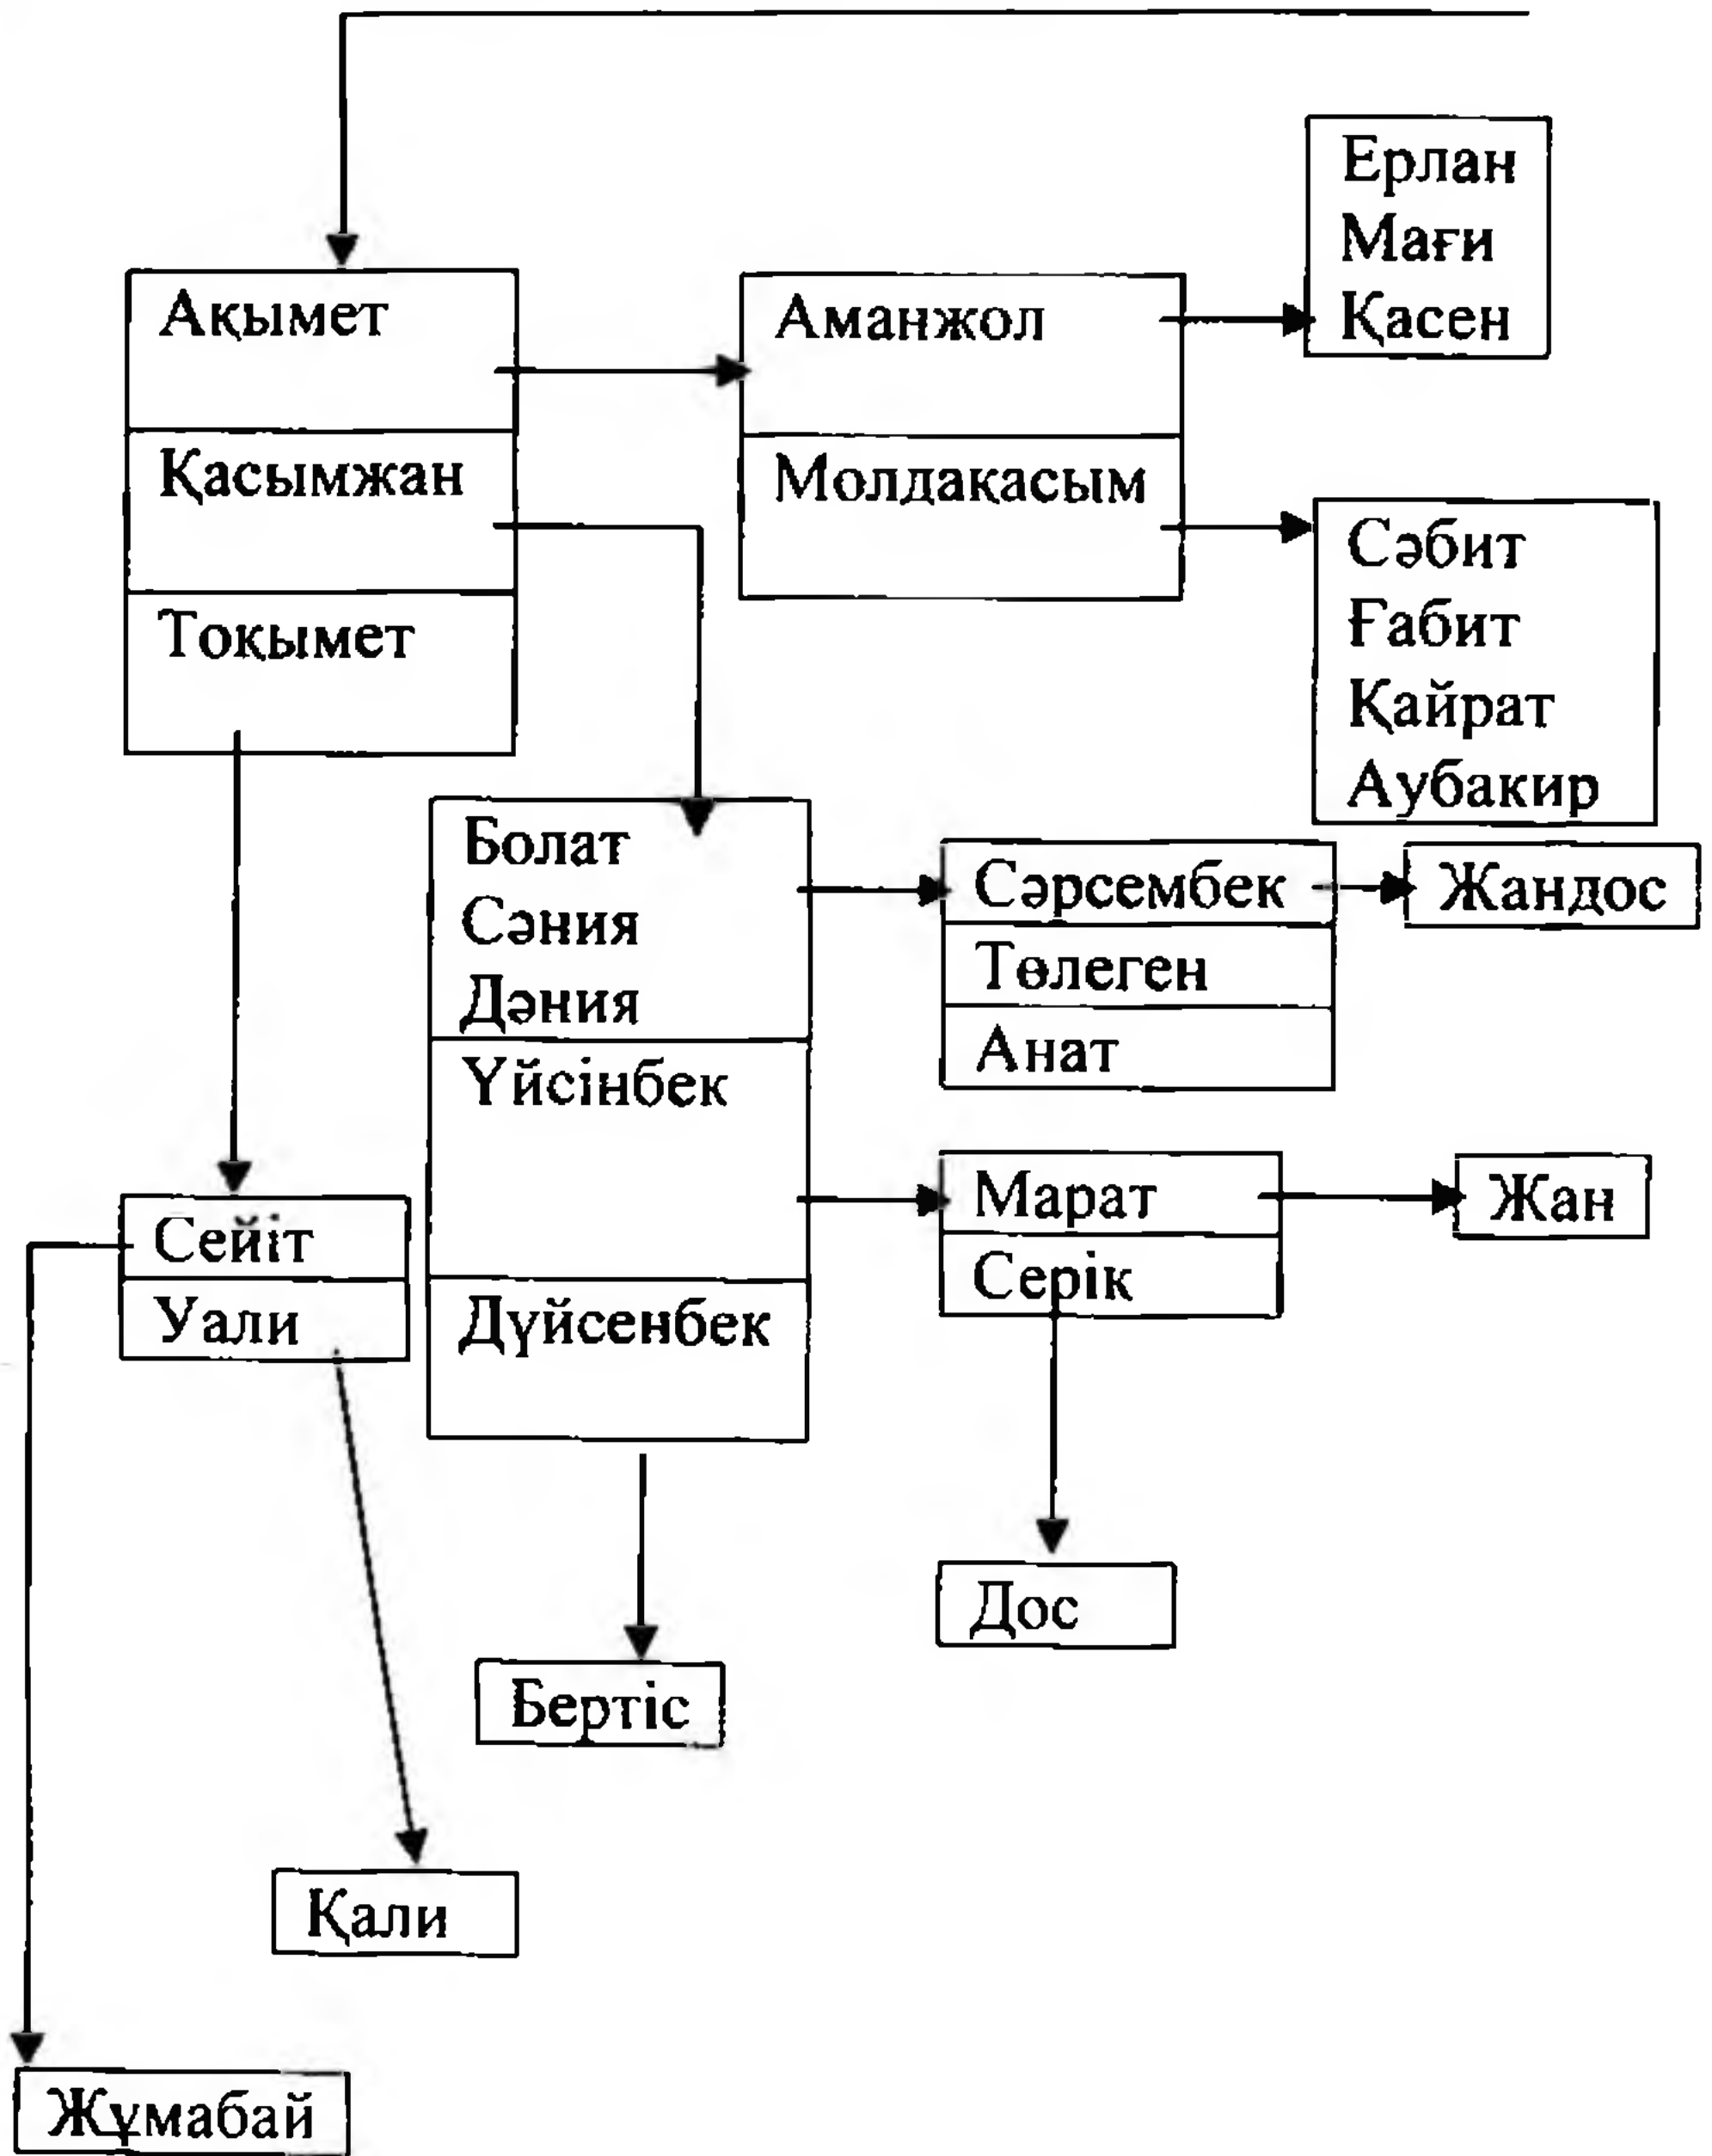 Ерлан
Мағи
Қасен
Ақымет
Аманжол
Қасымжан
Молдақасым
Сәбит
Ғабит
Қайрат
Аубакир
Тоқымет
Болат
Сәния
Дәния
Сәрсембек
Жандос
Төлеген
Анат
Үйсінбек
Марат
Жан
Серік
Сейіт
Уали
Дүйсенбек
Дос
Бертіс
Қали
Жұмабай